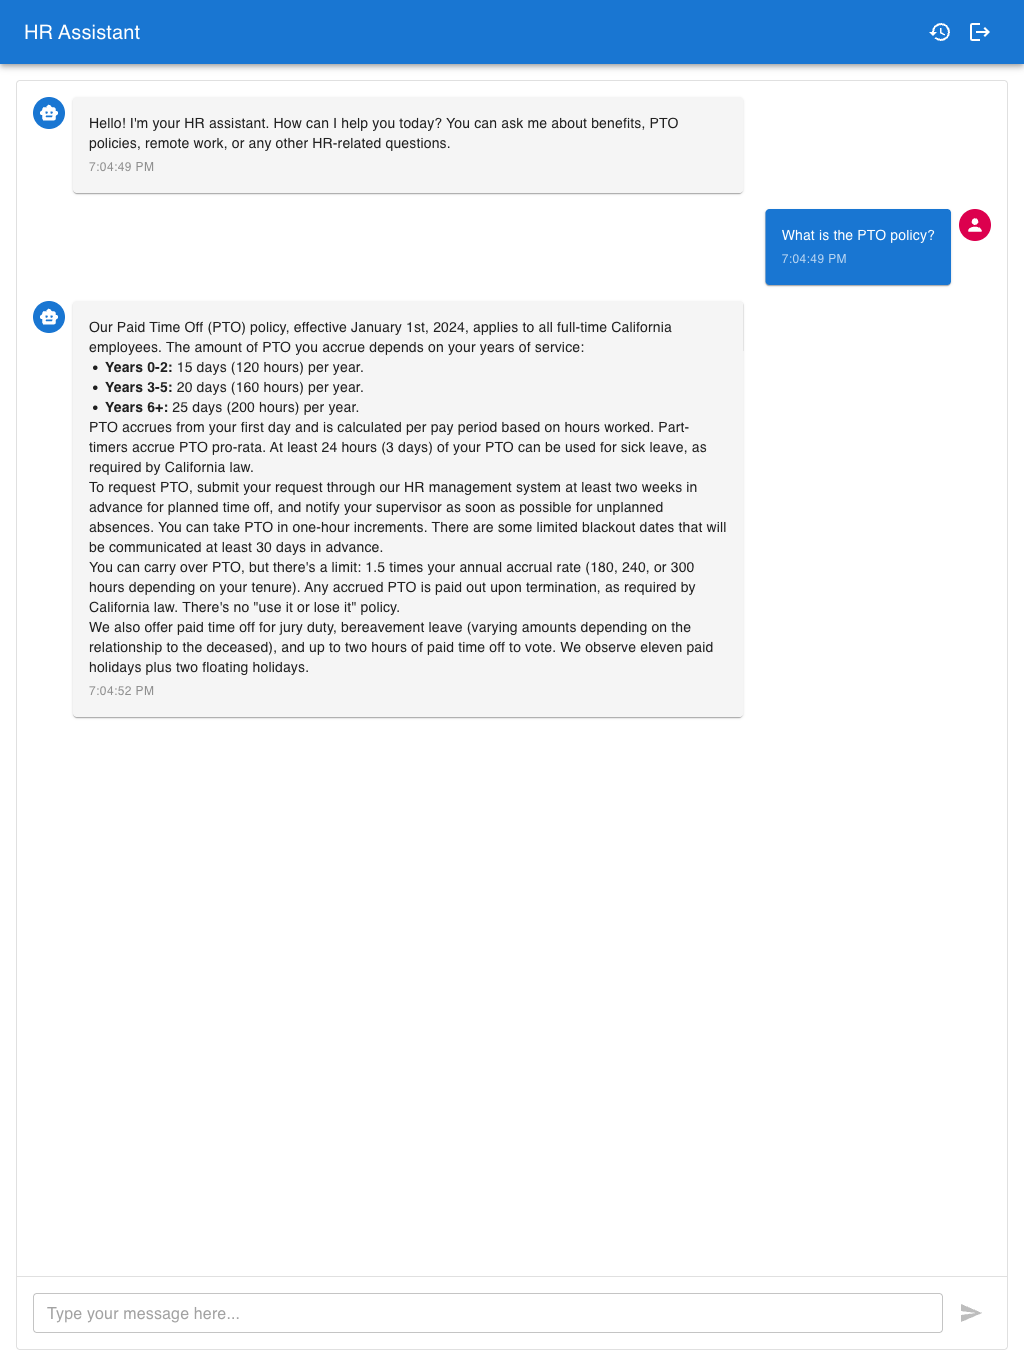 HR Assistant
Hello! I'm your HR assistant. How can I help you today? You can ask me about benefits, PTO
policies, remote work, or any other HR-related questions.
7:04:49 PM
What is the PTO policy?
7:04:49 PM
Our Paid Time Off (PTO) policy, effective January 1st, 2024, applies to all full-time California
employees. The amount of PTO you accrue depends on your years of service:
• Years 0-2: 15 days (120 hours) per year.
• Years 3-5: 20 days (160 hours) per year.
• Years 6+: 25 days (200 hours) per year.
PTO accrues from your first day and is calculated per pay period based on hours worked. Part-
timers accrue PTO pro-rata. At least 24 hours (3 days) of your PTO can be used for sick leave, as
required by California law.
To request PTO, submit your request through our HR management system at least two weeks in
advance for planned time off, and notify your supervisor as soon as possible for unplanned
absences. You can take PTO in one-hour increments. There are some limited blackout dates that will
be communicated at least 30 days in advance.
You can carry over PTO, but there's a limit: 1.5 times your annual accrual rate (180, 240, or 300
hours depending on your tenure). Any accrued PTO is paid out upon termination, as required by
California law. There's no "use it or lose it" policy.
We also offer paid time off for jury duty, bereavement leave (varying amounts depending on the
relationship to the deceased), and up to two hours of paid time off to vote. We observe eleven paid
holidays plus two floating holidays.
7:04:52 PM
Type your message here...